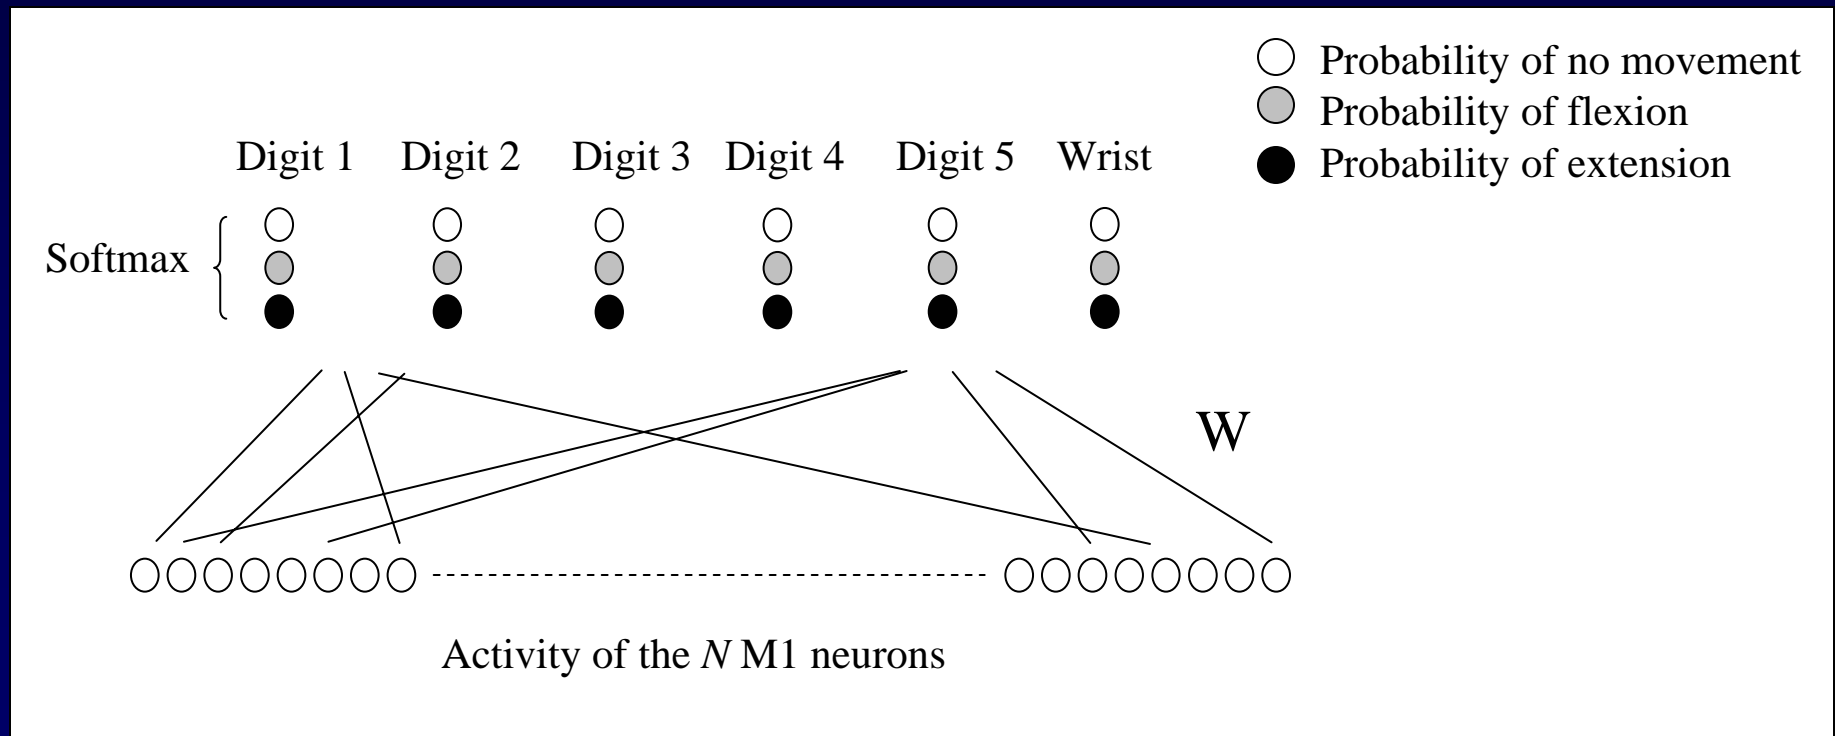 Probability of no movement
Probability of flexion
Probability of extension
Digit 1 Digit 2 Digit 3 Digit 4 Digit 5 Wrist
Softmax
W
Activity of the N M1 neurons